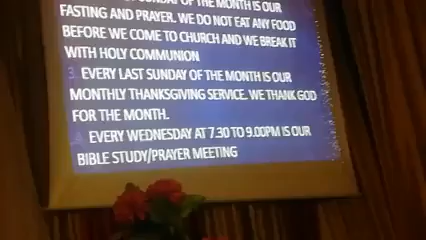 SUNDAY OF THE MONTH IS OUR
FASTING AND PRAYER. WE DO NOT EAT ANY FOOD
BEFORE WE COME TO CHURCH AND WE BREAK IT
WITH HOLY COMMUNION
3. EVERY LAST SUNDAY OF THE MONTH IS OUR
MONTHLY THANKSGIVING SERVICE. WE THANK GOD
FOR THE MONTH.
4. EVERY WEDNESDAY AT 7.30 TO 9.00PM IS OUR
BIBLE STUDY/PRAYER MEETING